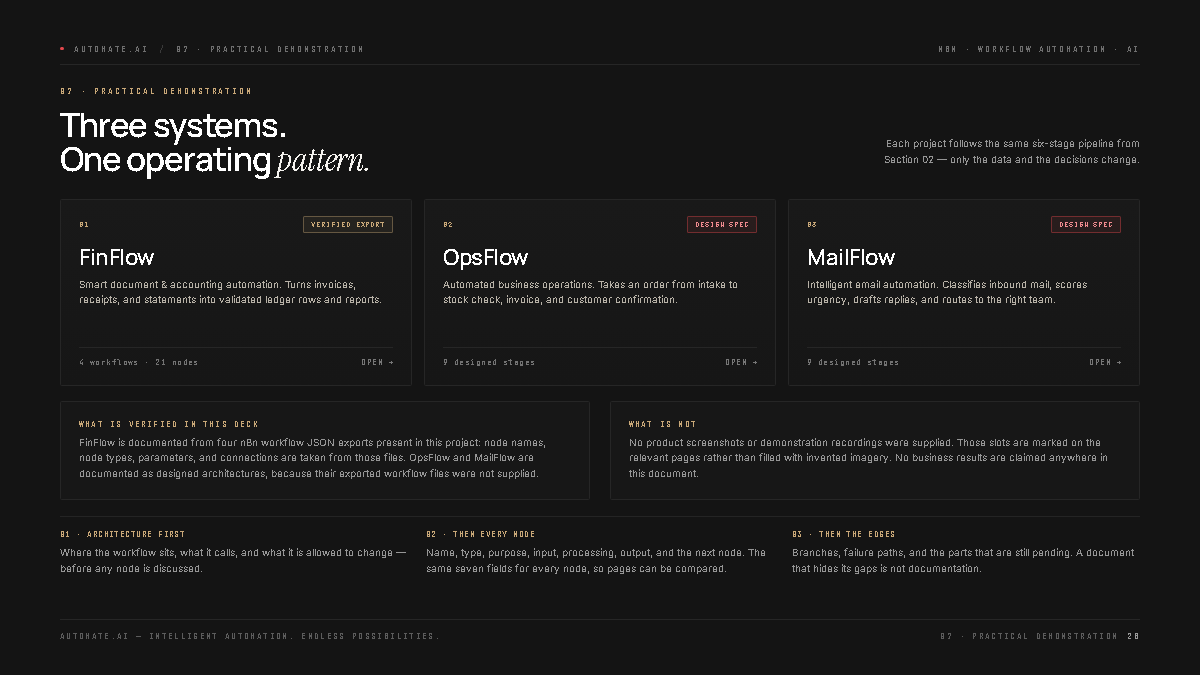 AUTOMATE.AI / 07 · PRACTICAL DEMONSTRATION
N8N · WORKFLOW AUTOMATION · AI
07 · PRACTICAL DEMONSTRATION
Three systems.
One operating pattern.
Each project follows the same six-stage pipeline from
Section 02 — only the data and the decisions change.
01
VERIFIED EXPORT
FinFlow
Smart document & accounting automation. Turns invoices,
receipts, and statements into validated ledger rows and reports.
4 workflows · 21 nodes
OPEN →
02
DESIGN SPEC
OpsFlow
Automated business operations. Takes an order from intake to
stock check, invoice, and customer confirmation.
9 designed stages
OPEN →
03
DESIGN SPEC
MailFlow
Intelligent email automation. Classifies inbound mail, scores
urgency, drafts replies, and routes to the right team.
9 designed stages
OPEN →
WHAT IS VERIFIED IN THIS DECK
FinFlow is documented from four n8n workflow JSON exports present in this project: node names,
node types, parameters, and connections are taken from those files. OpsFlow and MailFlow are
documented as designed architectures, because their exported workflow files were not supplied.
WHAT IS NOT
No product screenshots or demonstration recordings were supplied. Those slots are marked on the
relevant pages rather than filled with invented imagery. No business results are claimed anywhere in
this document.
01 · ARCHITECTURE FIRST
Where the workflow sits, what it calls, and what it is allowed to change —
before any node is discussed.
02 · THEN EVERY NODE
Name, type, purpose, input, processing, output, and the next node. The
same seven fields for every node, so pages can be compared.
03 · THEN THE EDGES
Branches, failure paths, and the parts that are still pending. A document
that hides its gaps is not documentation.
AUTOMATE.AI — INTELLIGENT AUTOMATION. ENDLESS POSSIBILITIES.
07 · PRACTICAL DEMONSTRATION 28